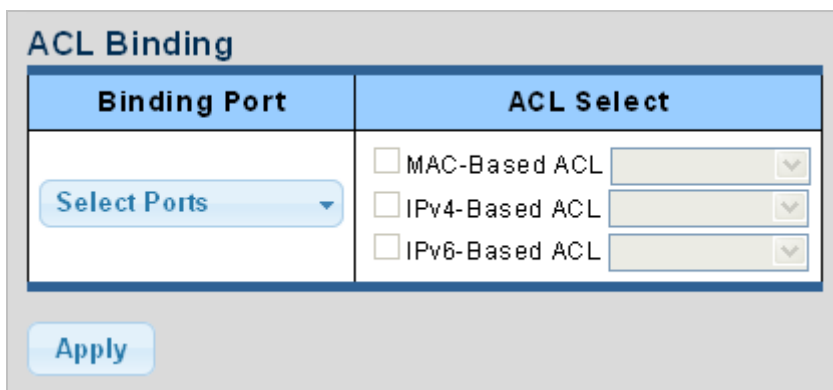 ACL Binding
Binding Port ACL Select
MAC-Based ACL
Select Ports
IPv4-Based ACL
IPv6-Based ACL
Apply